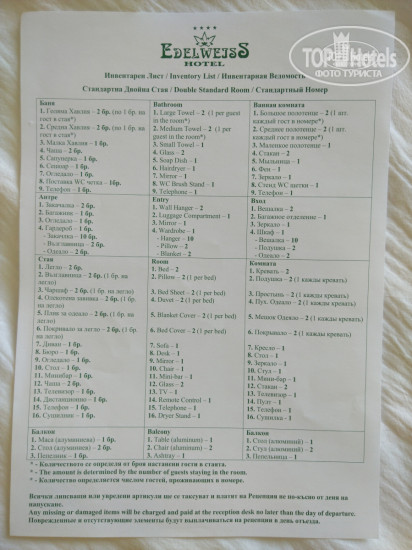 EDELWEISS
HOTEL
TOPHotels
ФОТО ТУРИСТА
Инвентарен Лист / Inventory List / Инвентарная Ведомость
Стандартна Двойна Стая / Double Standard Room / Стандартный Номер
Баня
1. Голяма Хавлия – 2 бр. (по 1 бр. на
гост в стая*)
2. Средна Хавлия – 2 бр. (по 1 бр. на
гост в стая*)
3. Малка Хавлия – 1 бр.
4. Чаша – 2 бр.
5. Сапунерка – 1 бр.
6. Сешоар – 1 бр.
7. Огледало – 1 бр.
8. Поставка WC четка – 1бр.
9. Телефон – 1 бр.
Bathroom
1. Large Towel – 2 (1 per guest
in the room*)
2. Medium Towel – 2 (1 per
guest in the room*)
3. Small Towel – 1
4. Glass – 2
5. Soap Dish – 1
6. Hairdryer – 1
7. Mirror – 1
8. WC Brush Stand – 1
9. Telephone – 1
Ванная комната
1. Большое полотенце – 2 (1 шт.
каждый гост в номере*)
2. Среднее полотенце – 2 (1 шт.
каждый гост в номере*)
3. Маленкое полотенце – 1
4. Стакан – 2
5. Мыльница – 1
6. Фен – 1
7. Зеркало – 1
8. Стенд WC щетки – 1
9. Телефон – 1
Антре
1. Закачалка – 2 бр.
2. Багажник – 1 бр.
3. Огледало – 1 бр.
4. Гардероб – 1 бр.
- Закачалка – 10 бр.
- Възглавница – 2 бр.
- Одеало – 2 бр.
Entry
1. Wall Hanger – 2
2. Luggage Compartment – 1
3. Mirror – 1
4. Wardrobe – 1
- Hanger – 10
- Pillow – 2
- Blanket – 2
Вход
1. Вешалка – 2
2. Багажное отделение – 1
3. Зеркало – 1
4. Шкаф – 1
- Вешалка – 10
- Подушка – 2
- Одеяло – 2
Стая
1. Легло – 2 бр.
2. Възглавница – 2 бр. (1 бр. на
легло)
3. Чаршаф – 2 бр. (1 бр. на легло)
4. Олекотена завивка – 2 бр. (1 бр. на
легло)
5. Плик за одеало – 2 бр. (1 бр. на
легло)
6. Покривало за легло – 2 бр. (1 бр. на
легло)
7. Диван – 1 бр.
8. Бюро – 1 бр.
9. Огледало – 1 бр.
10. Стол – 1 бр.
11. Минибар – 1 бр.
12. Чаша – 2 бр.
13. Телевизор – 1 бр.
14. Дистанционно – 1 бр.
15. Телефон – 1 бр.
16. Сушилник – 1 бр.
Room
1. Bed – 2
2. Pillow – 2 (1 per bed)
3. Bed Sheet – 2 (1 per bed)
4. Duvet – 2 (1 per bed)
5. Blanket Cover – 2 (1 per bed)
6. Bed Cover – 2 (1 per bed)
7. Sofa – 1
8. Desk – 1
9. Mirror – 1
10. Chair – 1
11. Mini-bar – 1
12. Glass – 2
13. TV – 1
14. Remote Control – 1
15. Telephone – 1
16. Dryer Stand – 1
Комната
1. Кровать – 2
2. Подушка – 2 (1 кажды кровать)
3. Простынь – 2 (1 кажды кровать)
4. Пух. Одеяло – 2 (1 кажды кровать)
5. Мешок Одеяло – 2 (1 кажды кровать)
6. Покрывало – 2 (1 кажды кровать)
7. Кресло – 1
8. Стол – 1
9. Зеркало – 1
10. Стул – 1
11. Мини-бар – 1
12. Стакан – 2
13. Телевизор – 1
14. Пулт – 1
15. Телефон – 1
16. Сушилка – 1
Балкон
1. Маса (алуминиева) – 1 бр.
2. Стол (алуминиев) – 2 бр.
3. Пепелник – 1 бр.
Balcony
1. Table (aluminum) – 1
2. Chair (aluminum) – 2
3. Ashtray – 1
Балкон
1. Стол (алюминий) – 1
2. Стул (алюминий) – 2
3. Пепельница – 1
* - Количеството се определя от броя настанени гости в стаята.
* - The amount is determined by the number of guests staying in the room.
* - Количество определяется числом гостей, проживающих в номере.
Всички липсващи или увредени артикули ще се таксуват и платят на Рецепция не по-късно от деня на
напускане.
Any missing or damaged items will be charged and paid at the reception desk no later than the day of departure.
Поврежденные и отсутствующие элементы будут выплачиваться на рецепции в день отъезда.